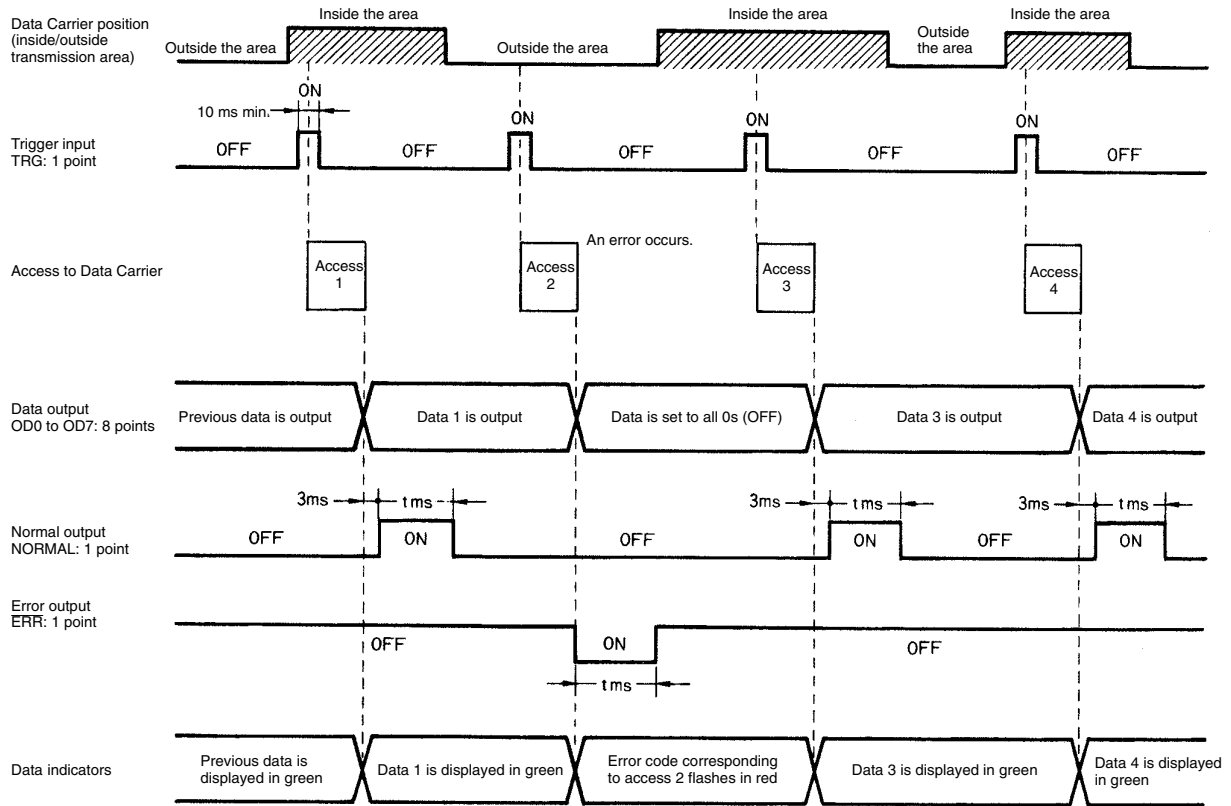 Data Carrier position
(inside/outside
transmission area)
Outside the area
Inside the area
Outside the area
Inside the area
Outside
the area
Inside the area
10 ms min.
ON
ON
ON
ON
Trigger input
TRG: 1 point
OFF
OFF
OFF
OFF
OFF
An error occurs.
Access to Data Carrier
Access
1
Access
2
Access
3
Access
4
Data output
OD0 to OD7: 8 points
Previous data is output
Data 1 is output
Data is set to all 0s (OFF)
Data 3 is output
Data 4 is output
3ms
t ms
3ms
t ms
3ms
t ms
Normal output
NORMAL: 1 point
OFF
ON
OFF
ON
OFF
ON
Error output
ERR: 1 point
OFF
ON
OFF
t ms
Data indicators
Previous data is
displayed in green
Data 1 is displayed in green
Error code corresponding
to access 2 flashes in red
Data 3 is displayed in green
Data 4 is displayed
in green